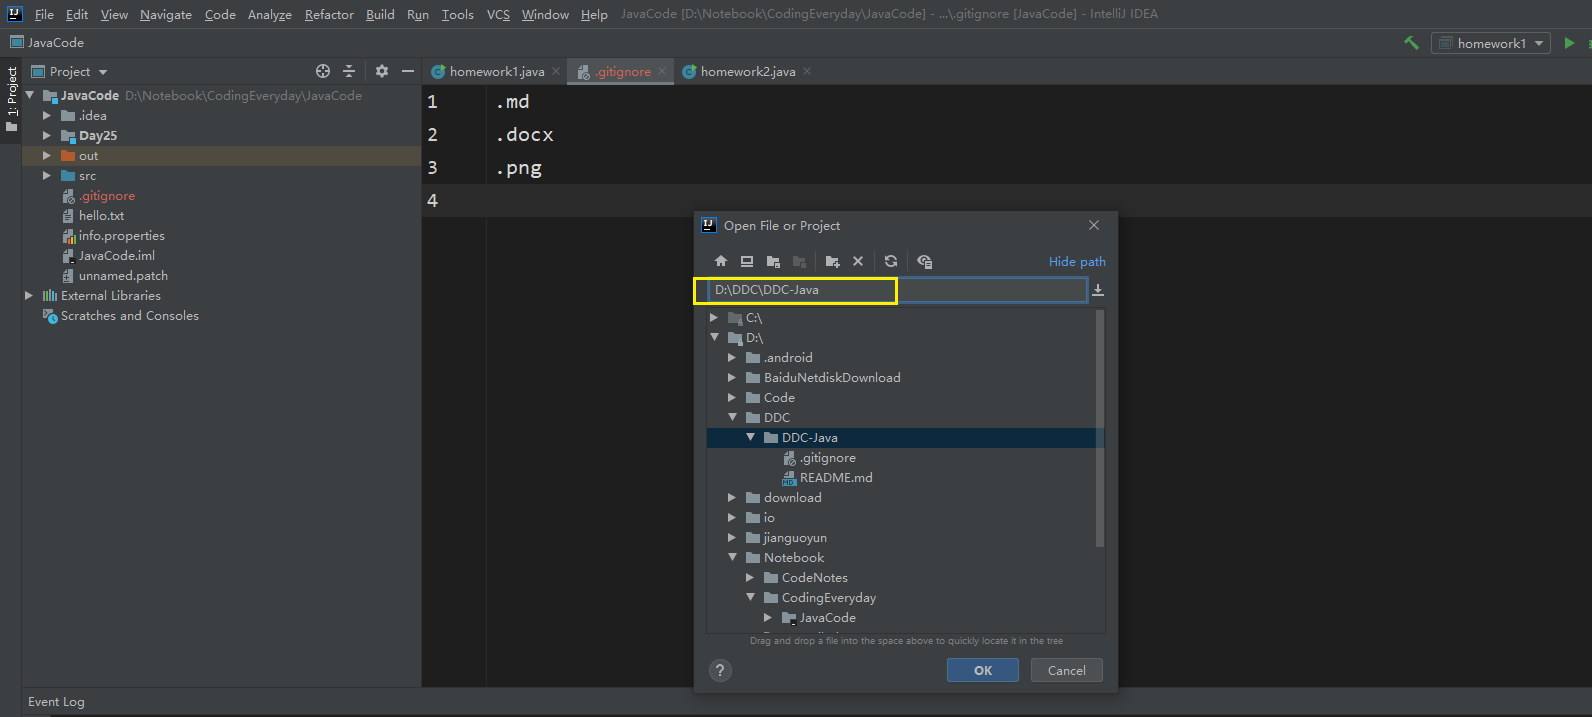 File Edit View Navigate Code Analyze Refactor Build Run Tools VCS Window Help JavaCode [D:\Notebook\CodingEveryday\JavaCode] - ...\.gitignore [JavaCode] - IntelliJ IDEA
JavaCode
homework1
1: Project
Project
homework1.java
.gitignore
homework2.java
JavaCode D:\Notebook\CodingEveryday\JavaCode
.idea
Day25
out
src
.gitignore
hello.txt
info.properties
JavaCode.iml
unnamed.patch
External Libraries
Scratches and Consoles
1 .md
2 .docx
3 .png
4
Open File or Project
Hide path
D:\DDC\DDC-Java
C:\
D:\
.android
BaiduNetdiskDownload
Code
DDC
DDC-Java
.gitignore
README.md
download
io
jianguoyun
Notebook
CodeNotes
CodingEveryday
JavaCode
Drag and drop a file into the space above to quickly locate it in the tree
?
OK
Cancel
Event Log